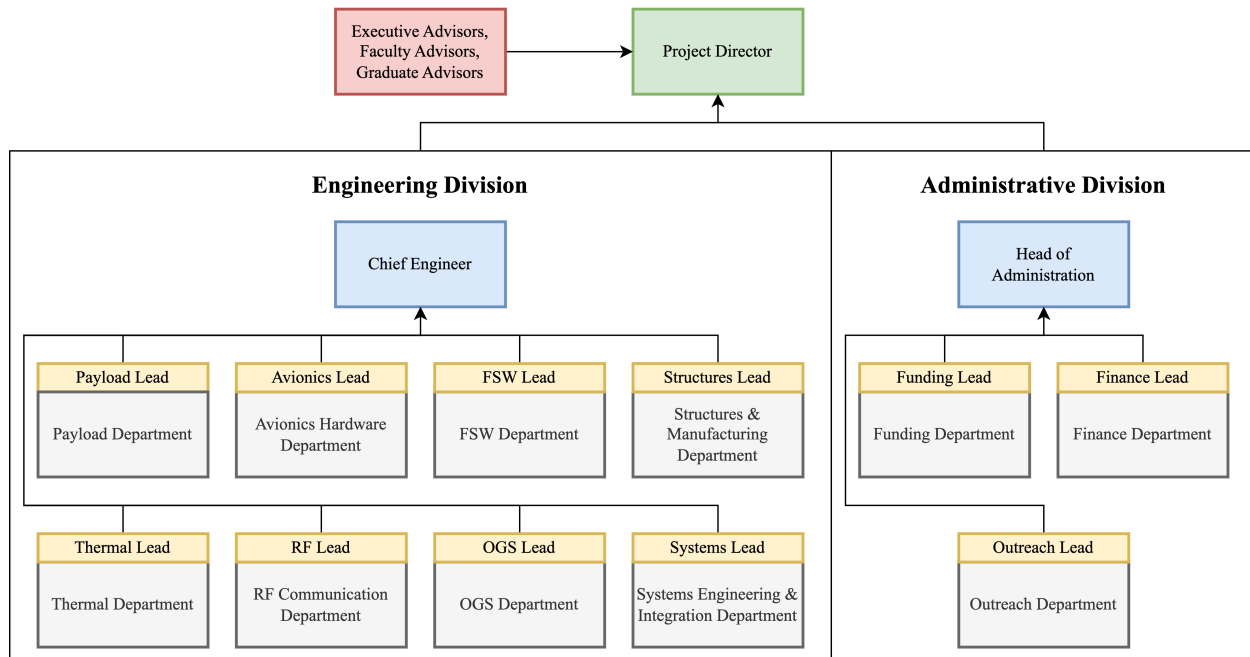 Executive Advisors,
Faculty Advisors,
Graduate Advisors
Project Director
Engineering Division
Chief Engineer
Payload Lead
Payload Department
Avionics Lead
Avionics Hardware
Department
FSW Lead
FSW Department
Structures Lead
Structures &
Manufacturing
Department
Thermal Lead
Thermal Department
RF Lead
RF Communication
Department
OGS Lead
OGS Department
Systems Lead
Systems Engineering &
Integration Department
Administrative Division
Head of
Administration
Funding Lead
Funding Department
Finance Lead
Finance Department
Outreach Lead
Outreach Department